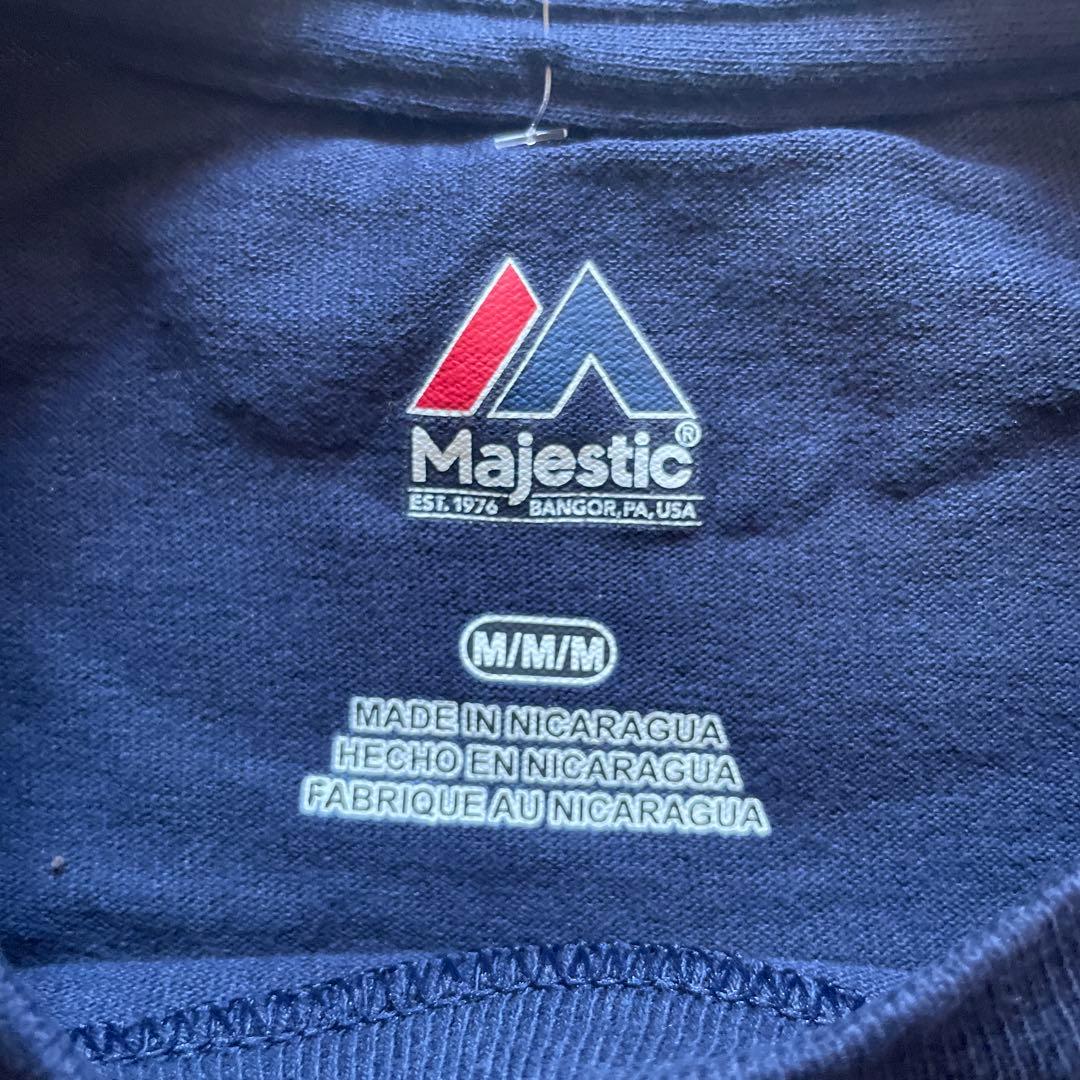 Majestic®
EST. 1976 BANGOR, PA, USA
M/M/M
MADE IN NICARAGUA
HECHO EN NICARAGUA
FABRIQUE AU NICARAGUA